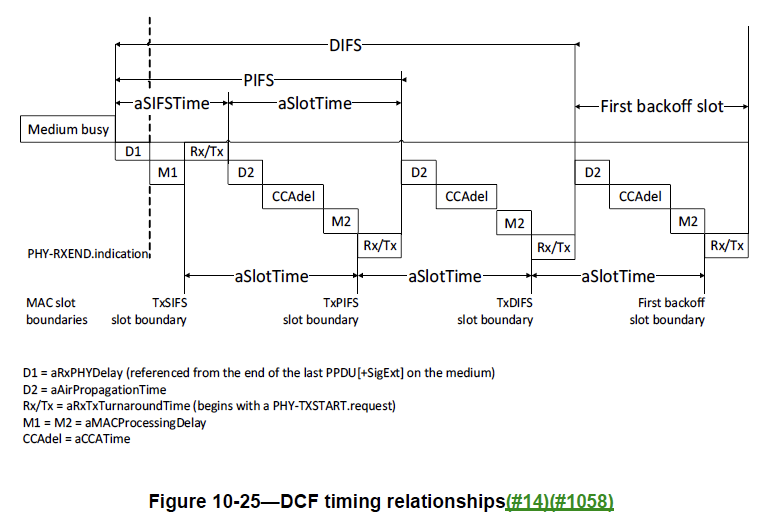 DIFS
PIFS
aSIFSTime
aSlotTime
First backoff slot
Medium busy
D1
Rx/Tx
M1
D2
D2
D2
CCAdel
CCAdel
CCAdel
M2
M2
M2
Rx/Tx
Rx/Tx
Rx/Tx
PHY-RXEND.indication
aSlotTime
aSlotTime
aSlotTime
MAC slot
boundaries
TxSIFS
slot boundary
TxPIFS
slot boundary
TxDIFS
slot boundary
First backoff
slot boundary
D1 = aRxPHYDelay (referenced from the end of the last PPDU[+SigExt] on the medium)
D2 = aAirPropagationTime
Rx/Tx = aRxTxTurnaroundTime (begins with a PHY-TXSTART.request)
M1 = M2 = aMACProcessingDelay
CCAdel = aCCATime
Figure 10-25—DCF timing relationships(#14)(#1058)